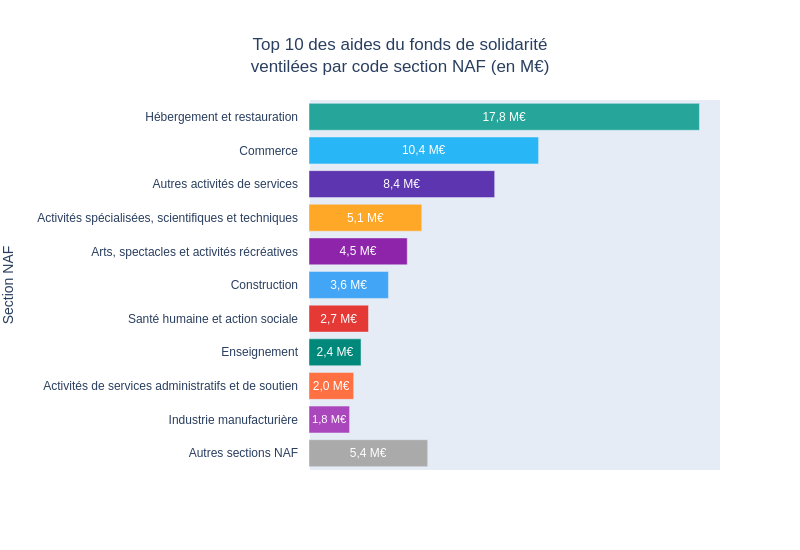 Top 10 des aides du fonds de solidarité
ventilées par code section NAF (en M€)
Section NAF
Hébergement et restauration 17,8 M€
Commerce 10,4 M€
Autres activités de services 8,4 M€
Activités spécialisées, scientifiques et techniques 5,1 M€
Arts, spectacles et activités récréatives 4,5 M€
Construction 3,6 M€
Santé humaine et action sociale 2,7 M€
Enseignement 2,4 M€
Activités de services administratifs et de soutien 2,0 M€
Industrie manufacturière 1,8 M€
Autres sections NAF 5,4 M€